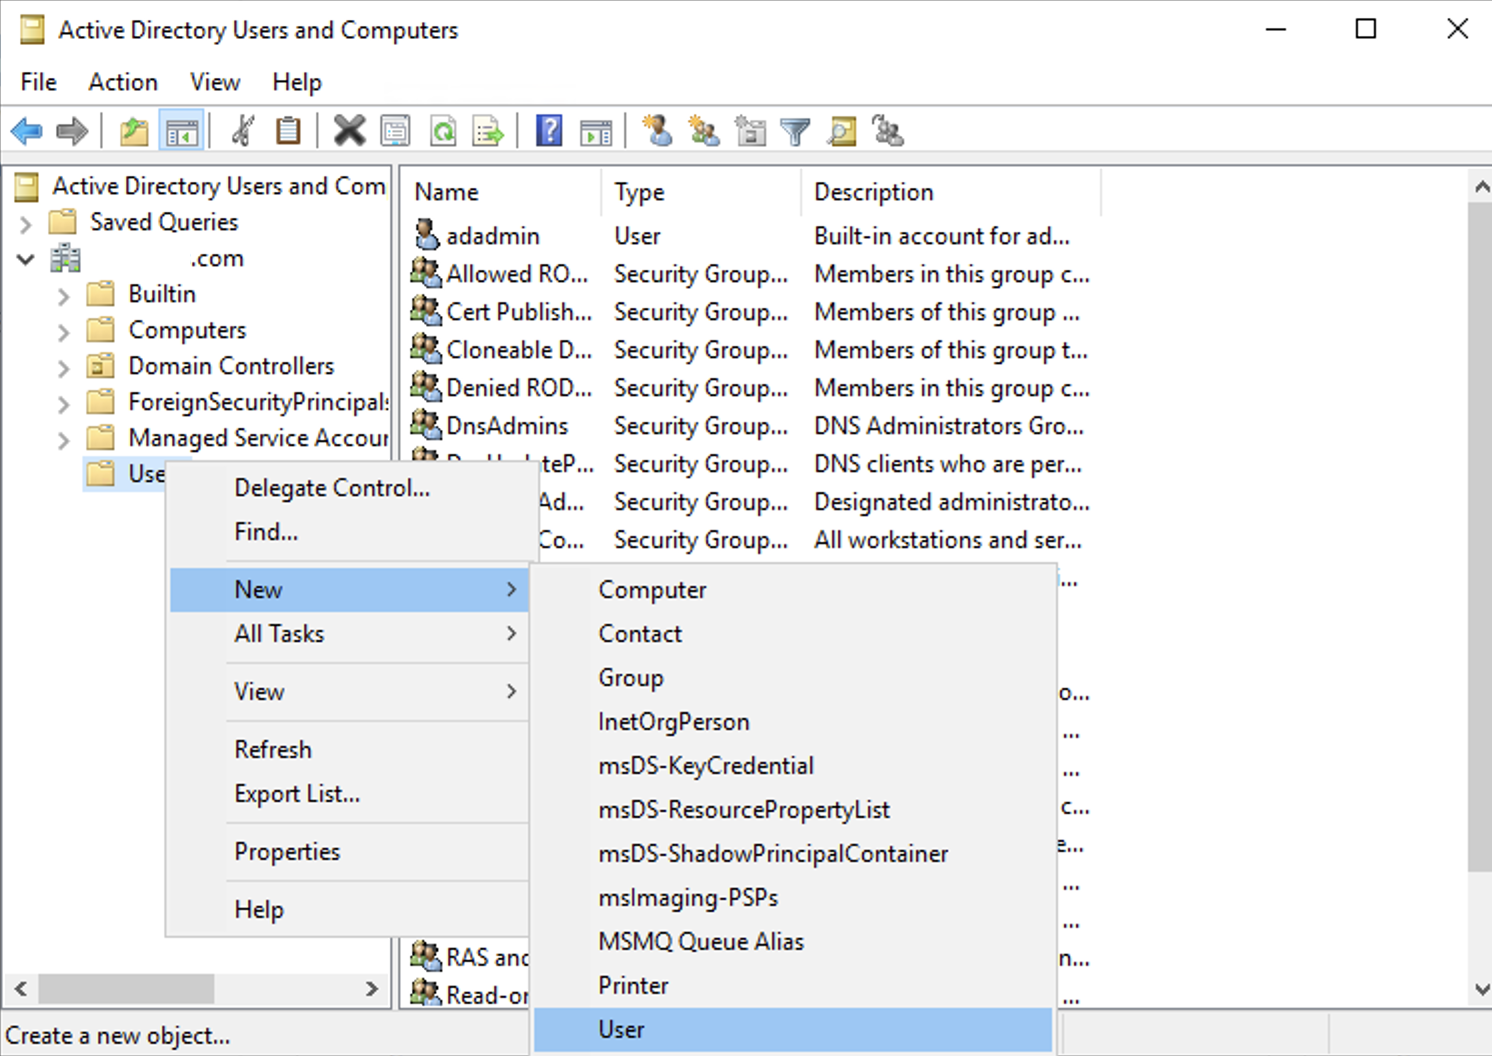 Active Directory Users and Computers
File Action View Help
Active Directory Users and Com
Saved Queries
.com
Builtin
Computers
Domain Controllers
ForeignSecurityPrincipals
Managed Service Accour
Use
Name Type Description
adadmin User Built-in account for ad...
Allowed RO... Security Group... Members in this group c...
Cert Publish... Security Group... Members of this group ...
Cloneable D... Security Group... Members of this group t...
Denied ROD... Security Group... Members in this group c...
DnsAdmins Security Group... DNS Administrators Gro...
teP... Security Group... DNS clients who are per...
Ad... Security Group... Designated administrato...
Co... Security Group... All workstations and ser...
...
o...
...
...
c...
e...
...
...
RAS and n...
Read-or ...
Delegate Control...
Find...
New
All Tasks
View
Refresh
Export List...
Properties
Help
Computer
Contact
Group
InetOrgPerson
msDS-KeyCredential
msDS-ResourcePropertyList
msDS-ShadowPrincipalContainer
msImaging-PSPs
MSMQ Queue Alias
Printer
User
Create a new object...